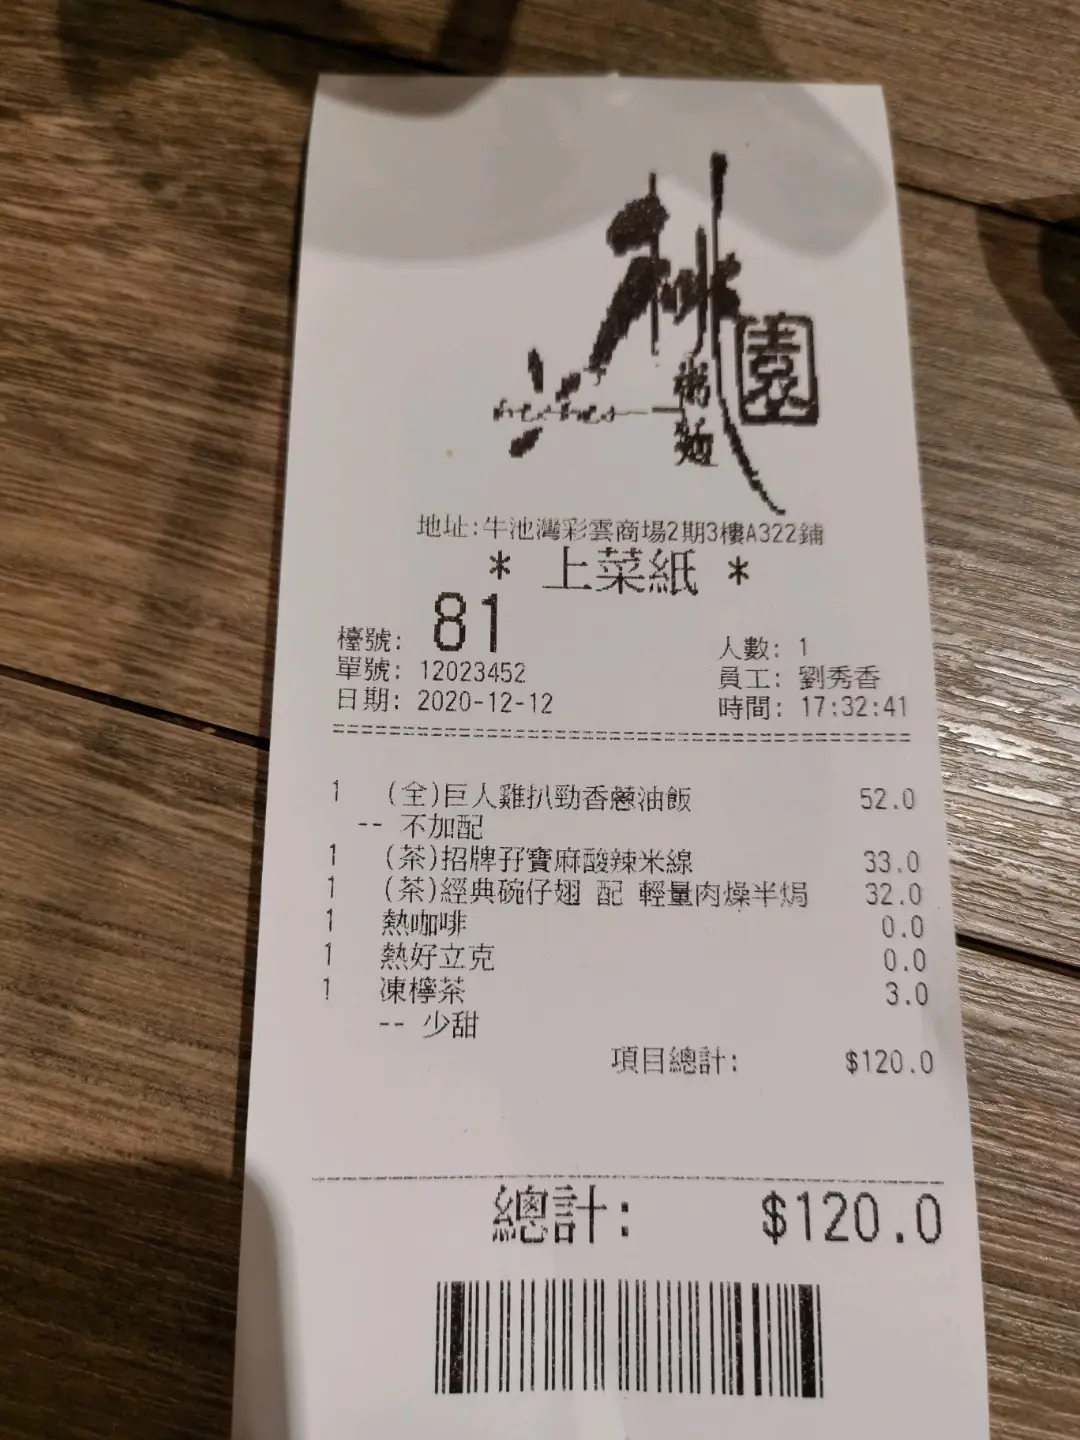 桃園
粥麵
地址:牛池灣彩雲商場2期3樓A322鋪
* 上菜紙 *
檯號: 81
人數: 1
單號: 12023452
員工: 劉秀香
日期: 2020-12-12
時間: 17:32:41
1 (全)巨人雞扒勁香蔥油飯 52.0
-- 不加配
1 (茶)招牌孖寶麻酸辣米線 33.0
1 (茶)經典碗仔翅 配 輕量肉燥半焗 32.0
1 熱咖啡 0.0
1 熱好立克 0.0
1 凍檸茶 3.0
-- 少甜
項目總計: $120.0
總計: $120.0